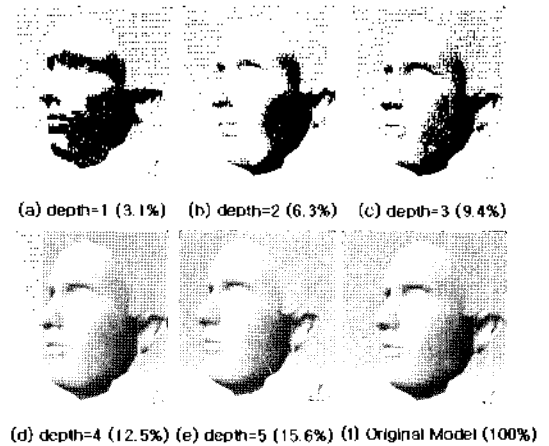 (a) depth=1 (3.1%) (b) depth=2 (6.3%) (c) depth=3 (9.4%)
(d) depth=4 (12.5%) (e) depth=5 (15.6%) (f) Original Model (100%)